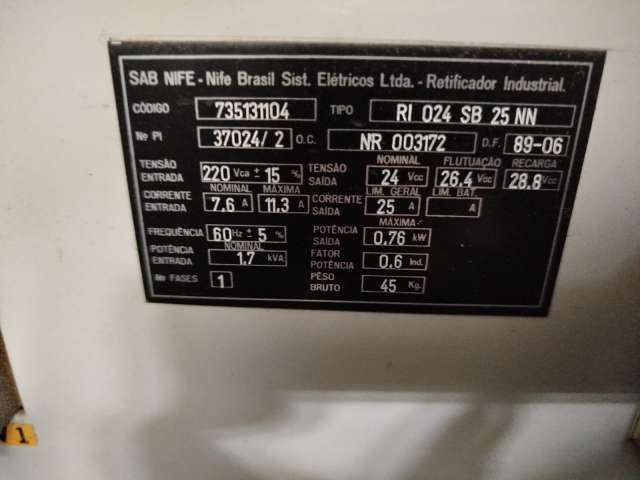 SAB NIFE - Nife Brasil Sist. Elétricos Ltda. - Retificador Industrial.
CÓDIGO 735131104 TIPO RI 024 SB 25 NN
Nº PI 37024/2 O.C. NR 003172 D.F. 89-06
NOMINAL FLUTUAÇÃO RECARGA
TENSÃO ENTRADA 220 Vca ± 15 % TENSÃO SAÍDA 24 Vcc 26.4 Vcc 28.8 Vcc
NOMINAL MÁXIMA LIM. GERAL LIM. BAT.
CORRENTE ENTRADA 7.6 A 11.3 A CORRENTE SAÍDA 25 A A
MÁXIMA
FREQUÊNCIA 60 Hz ± 5 % POTÊNCIA SAÍDA 0.76 kW
NOMINAL
POTÊNCIA ENTRADA 1.7 kVA FATOR POTÊNCIA 0.6 Ind.
Nº FASES 1 PÊSO BRUTO 45 Kg.
1